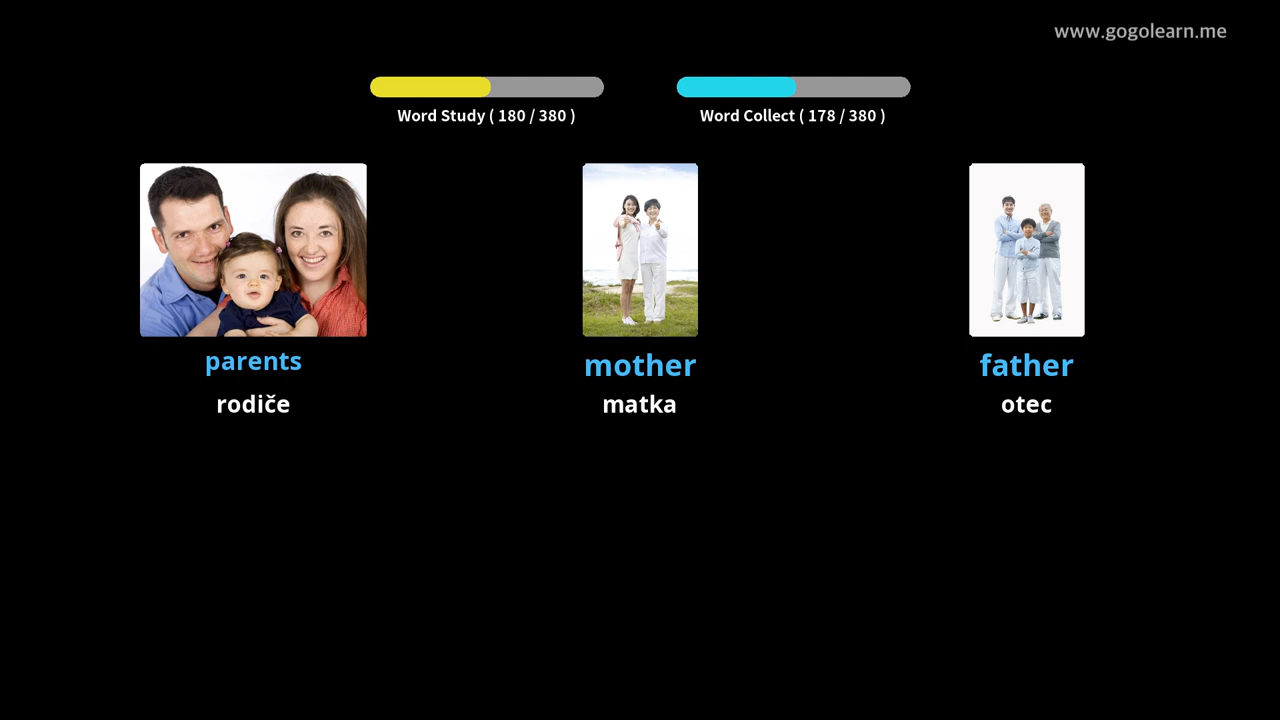 www.gogolearn.me
Word Study ( 180 / 380 )
Word Collect ( 178 / 380 )
parents
mother
father
rodiče
matka
otec